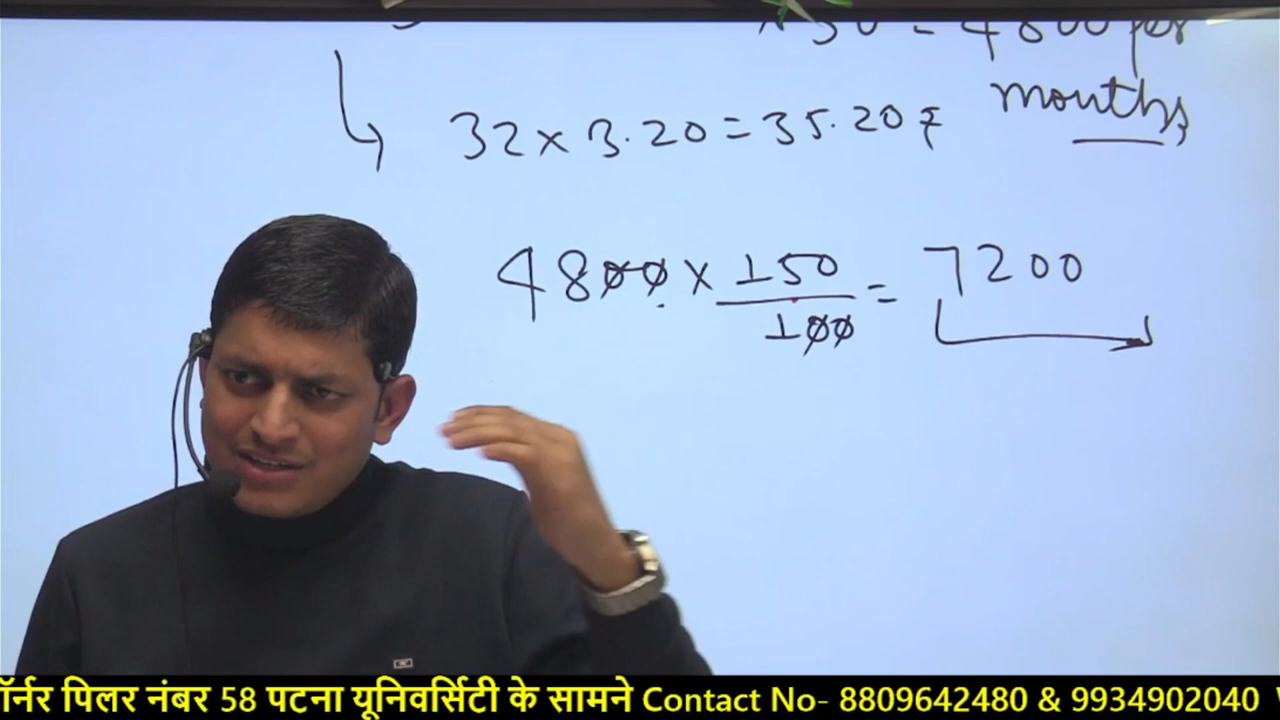 × 30 = 4800 per
months
32 × 3.20 = 35.20 ₹
4800 × 150/100 = 7200
ॉर्नर पिलर नंबर 58 पटना यूनिवर्सिटी के सामने Contact No- 8809642480 & 9934902040